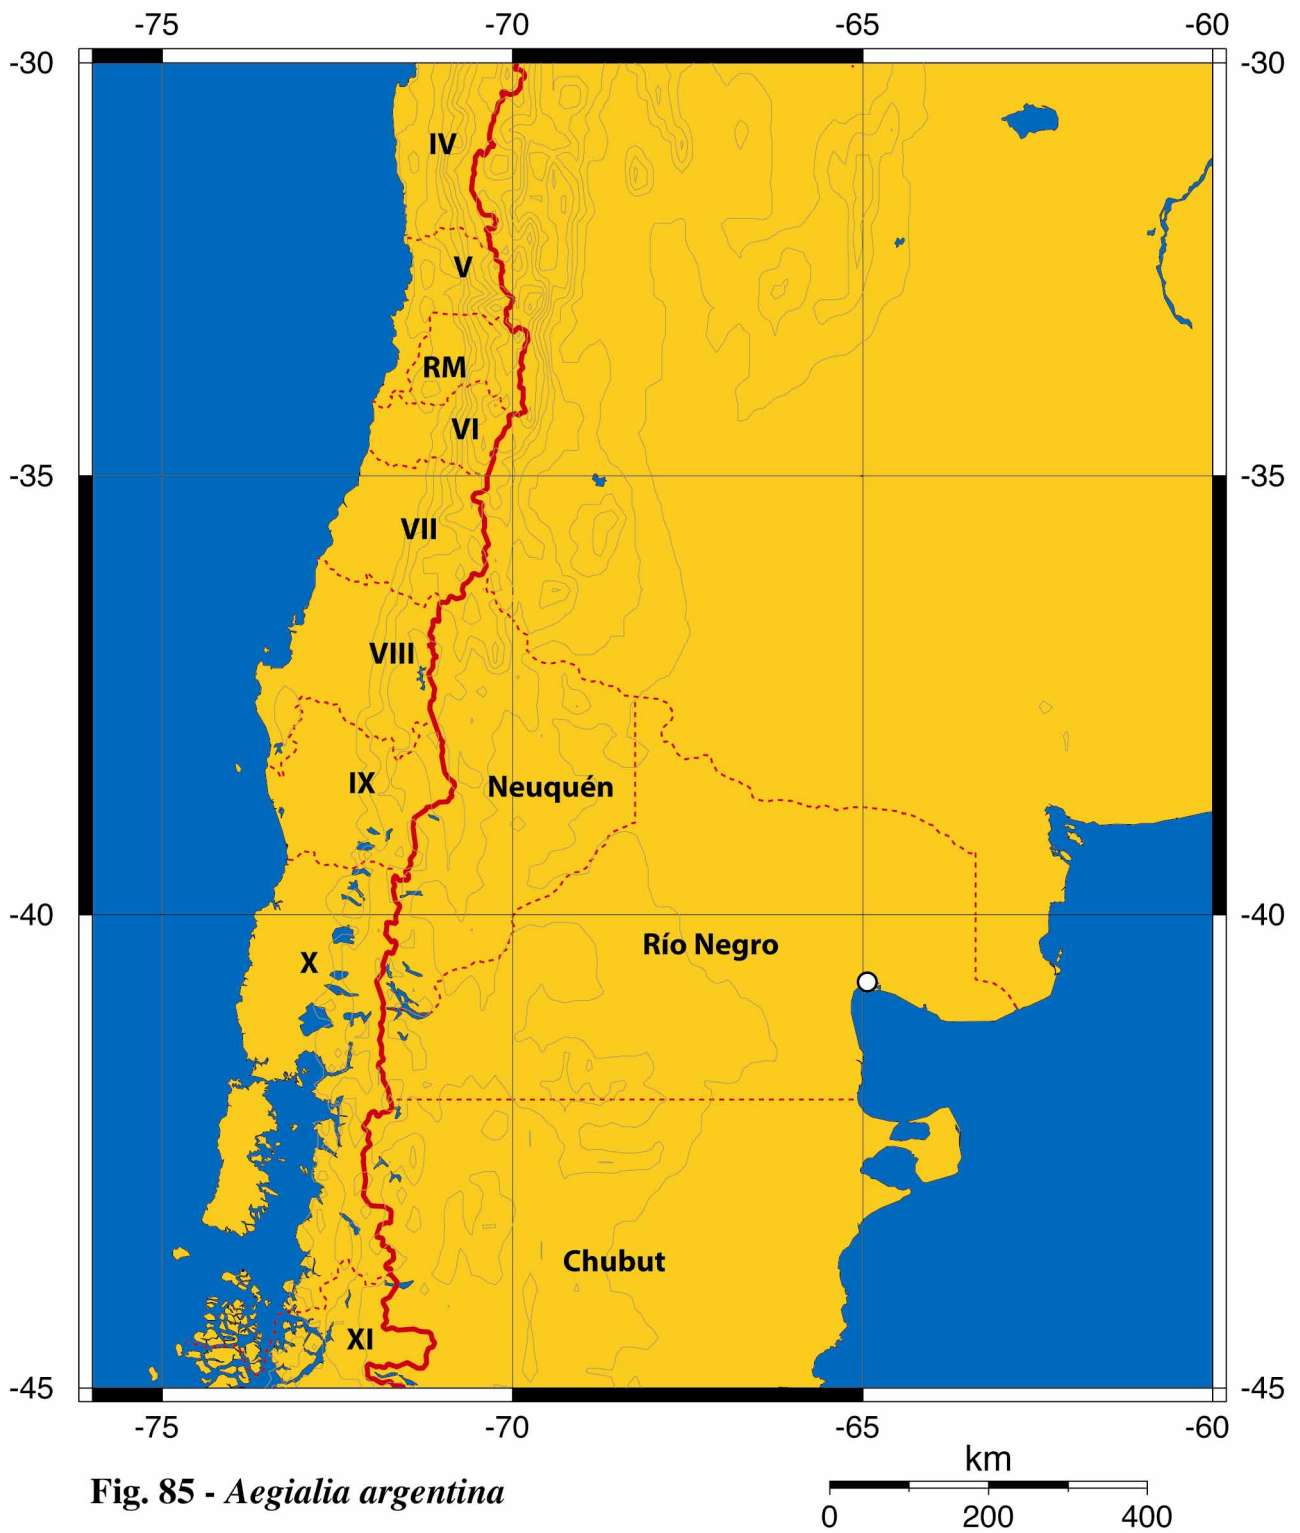 -75 -70 -65 -60
-30 -30
IV
V
RM
VI
-35 -35
VII
VIII
IX
Neuquén
-40 -40
Río Negro
X
Chubut
XI
-45 -45
-75 -70 -65 -60
km
Fig. 85 - Aegialia argentina
0 200 400